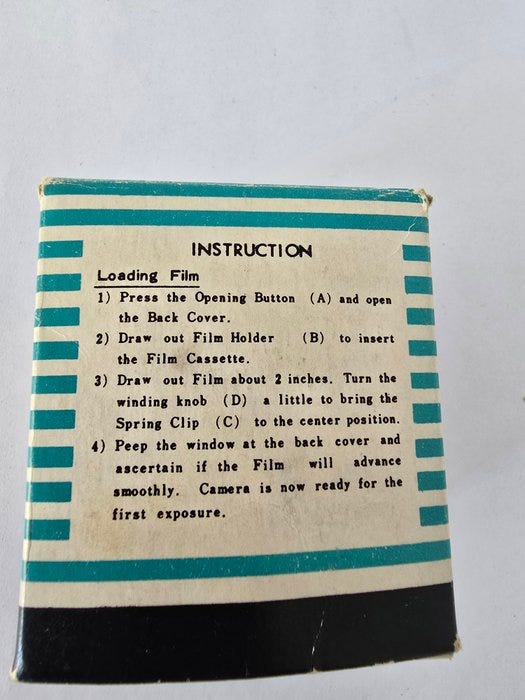 INSTRUCTION
Loading Film
1) Press the Opening Button (A) and open
the Back Cover.
2) Draw out Film Holder (B) to insert
the Film Cassette.
3) Draw out Film about 2 inches. Turn the
winding knob (D) a little to bring the
Spring Clip (C) to the center position.
4) Peep the window at the back cover and
ascertain if the Film will advance
smoothly. Camera is now ready for the
first exposure.